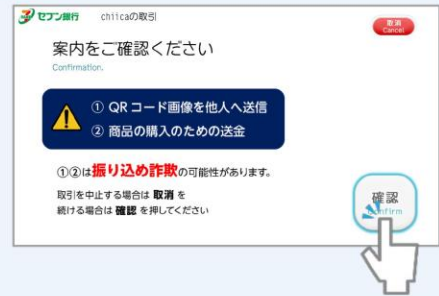 セブン銀行 chiicaの取引
取消
Cancel
案内をご確認ください
Confirmation.
① QRコード画像を他人へ送信
② 商品の購入のための送金
①②は振り込め詐欺の可能性があります。
取引を中止する場合は 取消 を
続ける場合は 確認 を押してください
確認
Confirm